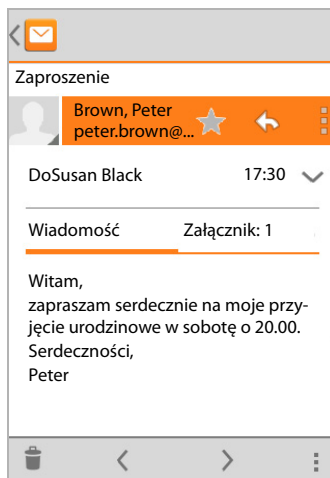 Zaproszenie
Brown, Peter
peter.brown@...
DoSusan Black 17:30
Wiadomość Załącznik: 1
Witam,
zapraszam serdecznie na moje przy-
jęcie urodzinowe w sobotę o 20.00.
Serdeczności,
Peter